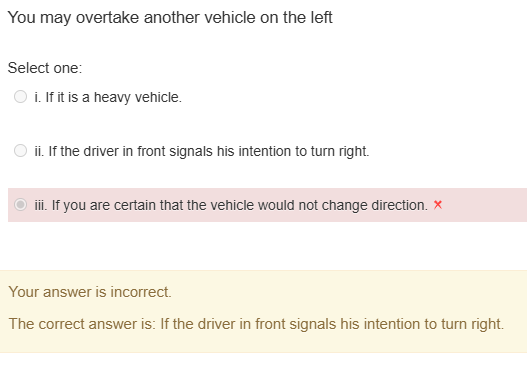 You may overtake another vehicle on the left
Select one:
i. If it is a heavy vehicle.
ii. If the driver in front signals his intention to turn right.
iii. If you are certain that the vehicle would not change direction.
Your answer is incorrect.
The correct answer is: If the driver in front signals his intention to turn right.